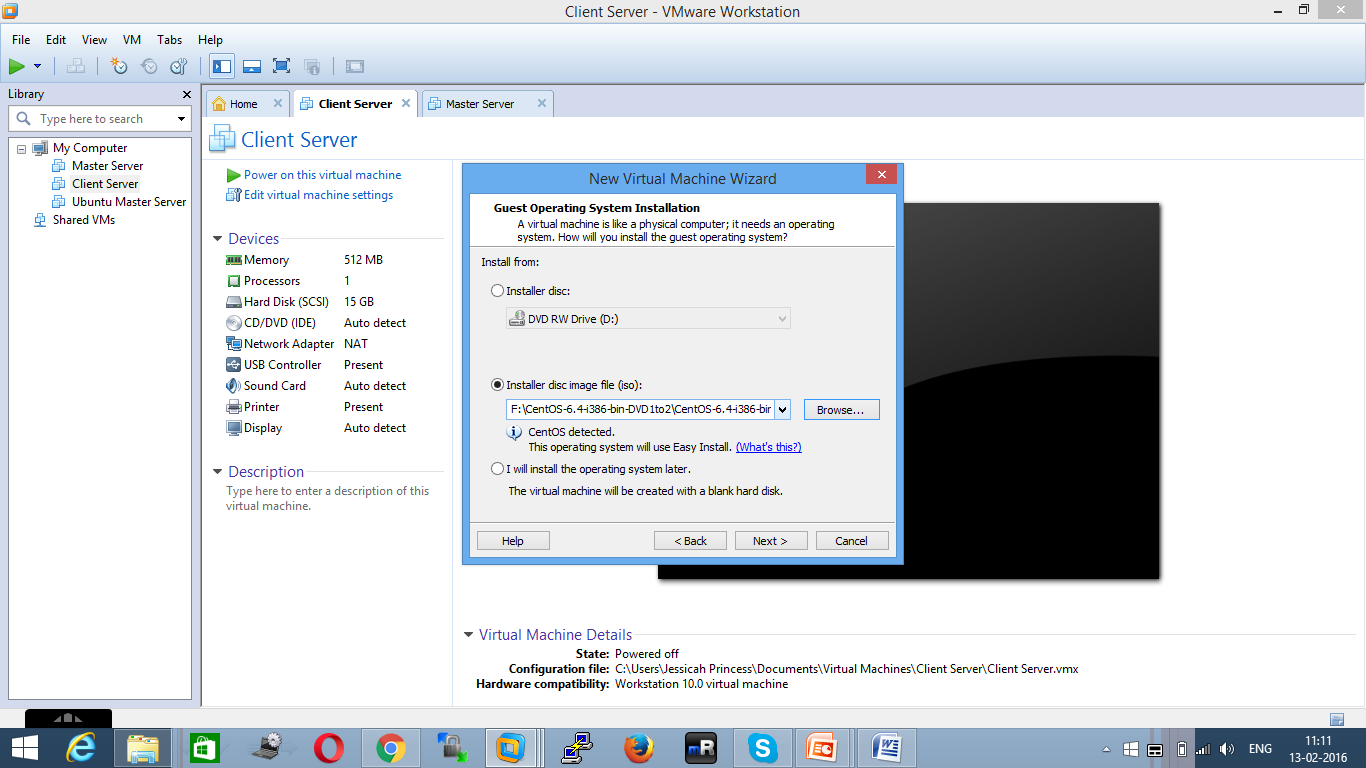 Client Server - VMware Workstation
File Edit View VM Tabs Help
Library
Type here to search
My Computer
Master Server
Client Server
Ubuntu Master Server
Shared VMs
Home
Client Server
Master Server
Client Server
Power on this virtual machine
Edit virtual machine settings
Devices
Memory 512 MB
Processors 1
Hard Disk (SCSI) 15 GB
CD/DVD (IDE) Auto detect
Network Adapter NAT
USB Controller Present
Sound Card Auto detect
Printer Present
Display Auto detect
Description
Type here to enter a description of this
virtual machine.
New Virtual Machine Wizard
Guest Operating System Installation
A virtual machine is like a physical computer; it needs an operating
system. How will you install the guest operating system?
Install from:
Installer disc:
DVD RW Drive (D:)
Installer disc image file (iso):
F:\CentOS-6.4-i386-bin-DVD1to2\CentOS-6.4-i386-bir
Browse...
CentOS detected.
This operating system will use Easy Install. (What's this?)
I will install the operating system later.
The virtual machine will be created with a blank hard disk.
Help
< Back
Next >
Cancel
Virtual Machine Details
State: Powered off
Configuration file: C:\Users\Jessicah Princess\Documents\Virtual Machines\Client Server\Client Server.vmx
Hardware compatibility: Workstation 10.0 virtual machine
mR
ENG
11:11
13-02-2016